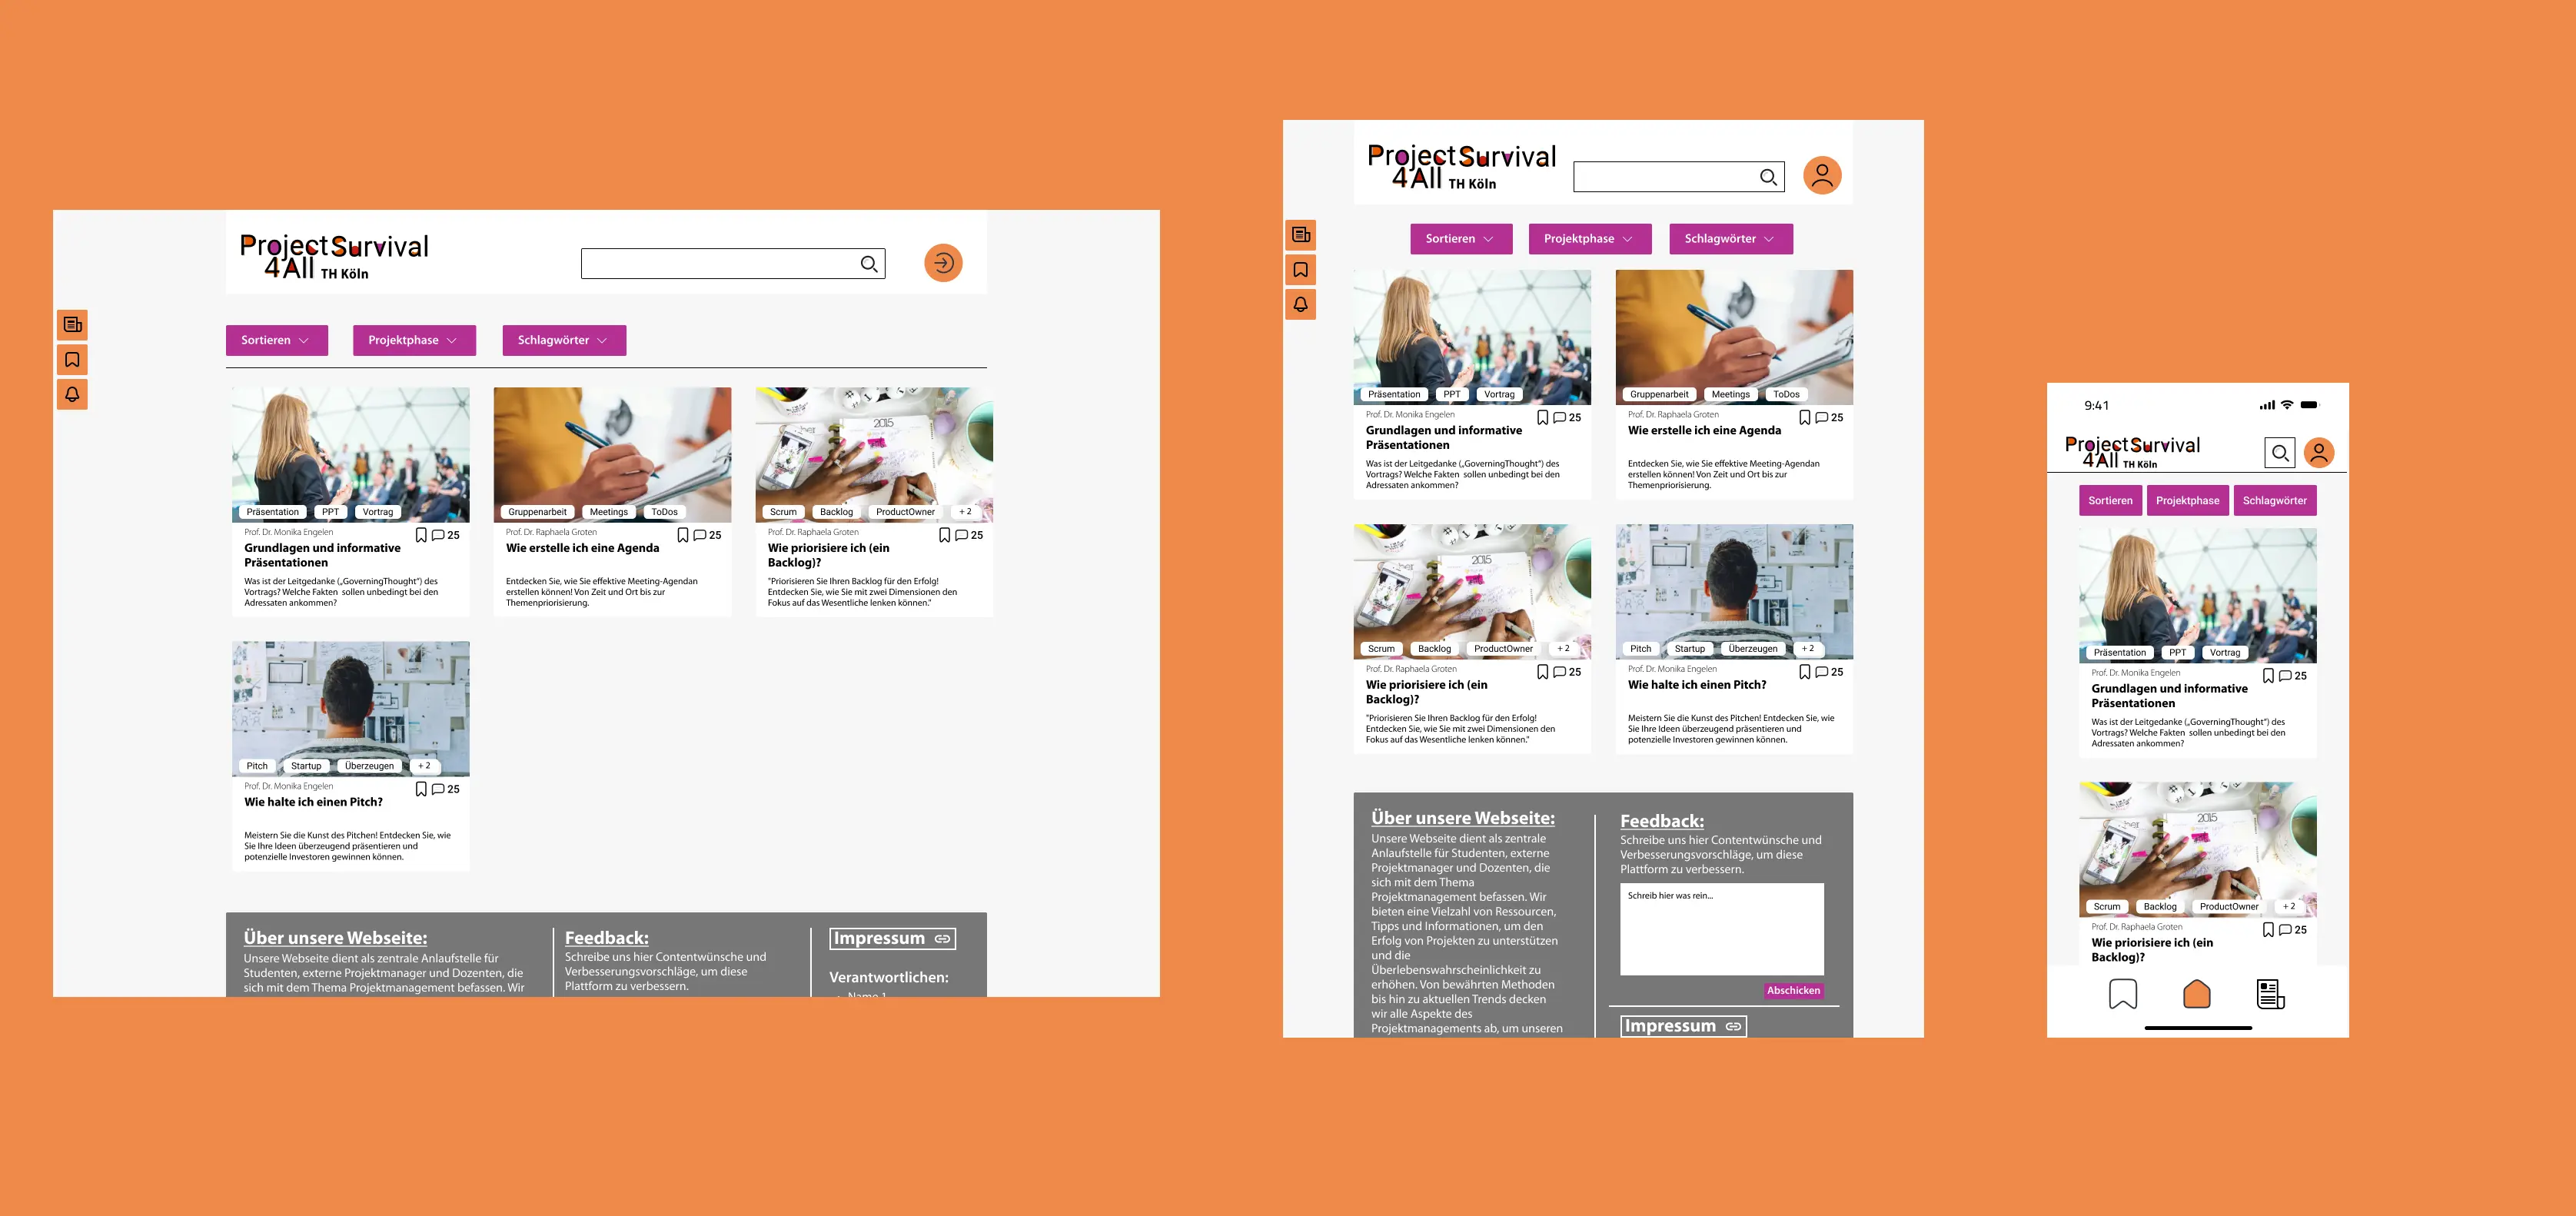 ProjectSurvival
4All TH Köln
Sortieren
Projektphase
Schlagwörter
Präsentation PPT Vortrag
Prof. Dr. Monika Engelen
25
Grundlagen und informative
Präsentationen
Was ist der Leitgedanke („GoverningThought“) des
Vortrags? Welche Fakten sollen unbedingt bei den
Adressaten ankommen?
Gruppenarbeit Meetings ToDos
Prof. Dr. Raphaela Groten
25
Wie erstelle ich eine Agenda
Entdecken Sie, wie Sie effektive Meeting-Agendan
erstellen können! Von Zeit und Ort bis zur
Themenpriorisierung.
2015
Scrum Backlog ProductOwner + 2
Prof. Dr. Raphaela Groten
25
Wie priorisiere ich (ein
Backlog)?
"Priorisieren Sie Ihren Backlog für den Erfolg!
Entdecken Sie, wie Sie mit zwei Dimensionen den
Fokus auf das Wesentliche lenken können."
Pitch Startup Überzeugen + 2
Prof. Dr. Monika Engelen
25
Wie halte ich einen Pitch?
Meistern Sie die Kunst des Pitchen! Entdecken Sie, wie
Sie Ihre Ideen überzeugend präsentieren und
potenzielle Investoren gewinnen können.
Über unsere Webseite:
Unsere Webseite dient als zentrale Anlaufstelle für
Studenten, externe Projektmanager und Dozenten, die
sich mit dem Thema Projektmanagement befassen. Wir
Feedback:
Schreibe uns hier Contentwünsche und
Verbesserungsvorschläge, um diese
Plattform zu verbessern.
Impressum
Verantwortlichen:
Name 1
ProjectSurvival
4All TH Köln
Sortieren
Projektphase
Schlagwörter
Präsentation PPT Vortrag
Prof. Dr. Monika Engelen
25
Grundlagen und informative
Präsentationen
Was ist der Leitgedanke („GoverningThought“) des
Vortrags? Welche Fakten sollen unbedingt bei den
Adressaten ankommen?
Gruppenarbeit Meetings ToDos
Prof. Dr. Raphaela Groten
25
Wie erstelle ich eine Agenda
Entdecken Sie, wie Sie effektive Meeting-Agendan
erstellen können! Von Zeit und Ort bis zur
Themenpriorisierung.
2015
Scrum Backlog ProductOwner + 2
Prof. Dr. Raphaela Groten
25
Wie priorisiere ich (ein
Backlog)?
"Priorisieren Sie Ihren Backlog für den Erfolg!
Entdecken Sie, wie Sie mit zwei Dimensionen den
Fokus auf das Wesentliche lenken können."
Pitch Startup Überzeugen + 2
Prof. Dr. Monika Engelen
25
Wie halte ich einen Pitch?
Meistern Sie die Kunst des Pitchen! Entdecken Sie, wie
Sie Ihre Ideen überzeugend präsentieren und
potenzielle Investoren gewinnen können.
Über unsere Webseite:
Unsere Webseite dient als zentrale
Anlaufstelle für Studenten, externe
Projektmanager und Dozenten, die
sich mit dem Thema
Projektmanagement befassen. Wir
bieten eine Vielzahl von Ressourcen,
Tipps und Informationen, um den
Erfolg von Projekten zu unterstützen
und die
Überlebenswahrscheinlichkeit zu
erhöhen. Von bewährten Methoden
bis hin zu aktuellen Trends decken
wir alle Aspekte des
Projektmanagements ab, um unseren
Feedback:
Schreibe uns hier Contentwünsche und
Verbesserungsvorschläge, um diese
Plattform zu verbessern.
Schreib hier was rein...
Abschicken
Impressum
9:41
ProjectSurvival
4All TH Köln
Sortieren
Projektphase
Schlagwörter
Präsentation PPT Vortrag
Prof. Dr. Monika Engelen
25
Grundlagen und informative
Präsentationen
Was ist der Leitgedanke („GoverningThought“) des
Vortrags? Welche Fakten sollen unbedingt bei den
Adressaten ankommen?
2015
Scrum Backlog ProductOwner + 2
Prof. Dr. Raphaela Groten
25
Wie priorisiere ich (ein
Backlog)?